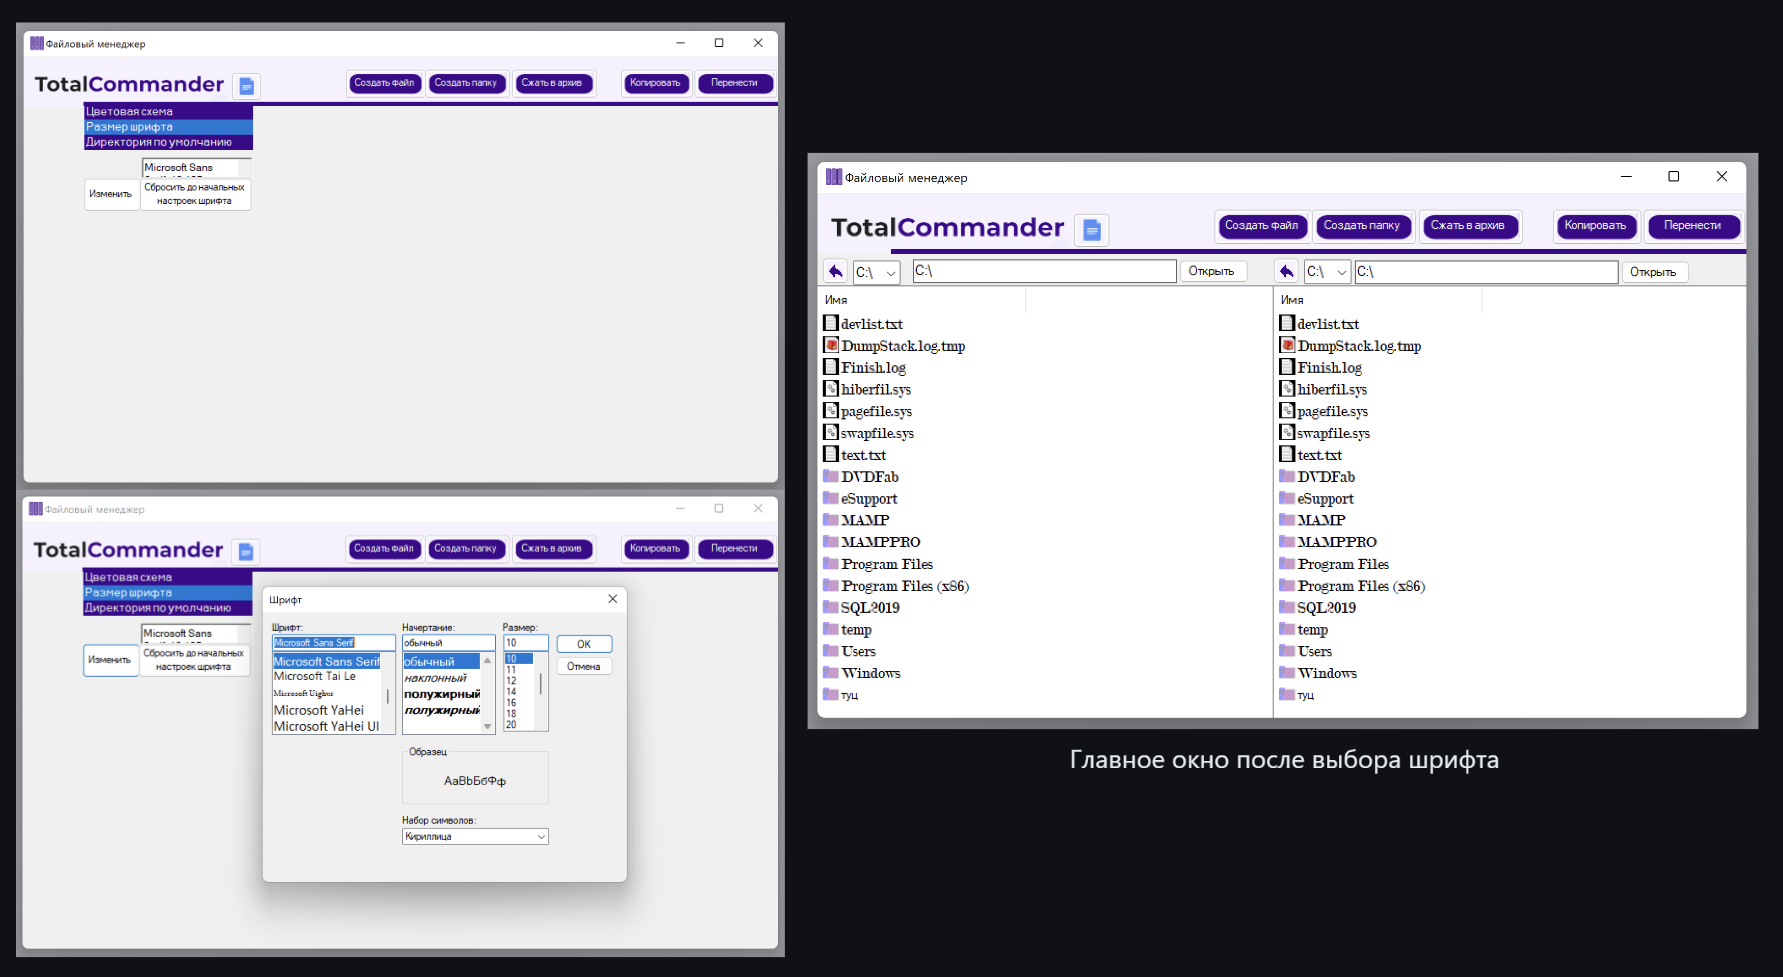 Файловый менеджер
TotalCommander
Создать файл Создать папку Сжать в архив Копировать Перенести
Цветовая схема
Размер шрифта
Директория по умолчанию
Microsoft Sans
Изменить
Сбросить до начальных
настроек шрифта
Файловый менеджер
TotalCommander
Создать файл Создать папку Сжать в архив Копировать Перенести
Цветовая схема
Размер шрифта
Директория по умолчанию
Microsoft Sans
Изменить
Сбросить до начальных
настроек шрифта
Шрифт
Шрифт:
Microsoft Sans Serif
Microsoft Sans Serif
Microsoft Tai Le
Microsoft Uighur
Microsoft YaHei
Microsoft YaHei UI
Начертание:
обычный
обычный
наклонный
полужирный
полужирный
Размер:
10
10
11
12
14
16
18
20
OK
Отмена
Образец
АаВbБбФф
Набор символов:
Кириллица
Файловый менеджер
TotalCommander
Создать файл Создать папку Сжать в архив Копировать Перенести
C:\ C:\ Открыть
C:\ C:\ Открыть
Имя
devlist.txt
DumpStack.log.tmp
Finish.log
hiberfil.sys
pagefile.sys
swapfile.sys
text.txt
DVDFab
eSupport
MAMP
MAMPPRO
Program Files
Program Files (x86)
SQL2019
temp
Users
Windows
туц
Имя
devlist.txt
DumpStack.log.tmp
Finish.log
hiberfil.sys
pagefile.sys
swapfile.sys
text.txt
DVDFab
eSupport
MAMP
MAMPPRO
Program Files
Program Files (x86)
SQL2019
temp
Users
Windows
туц
Главное окно после выбора шрифта